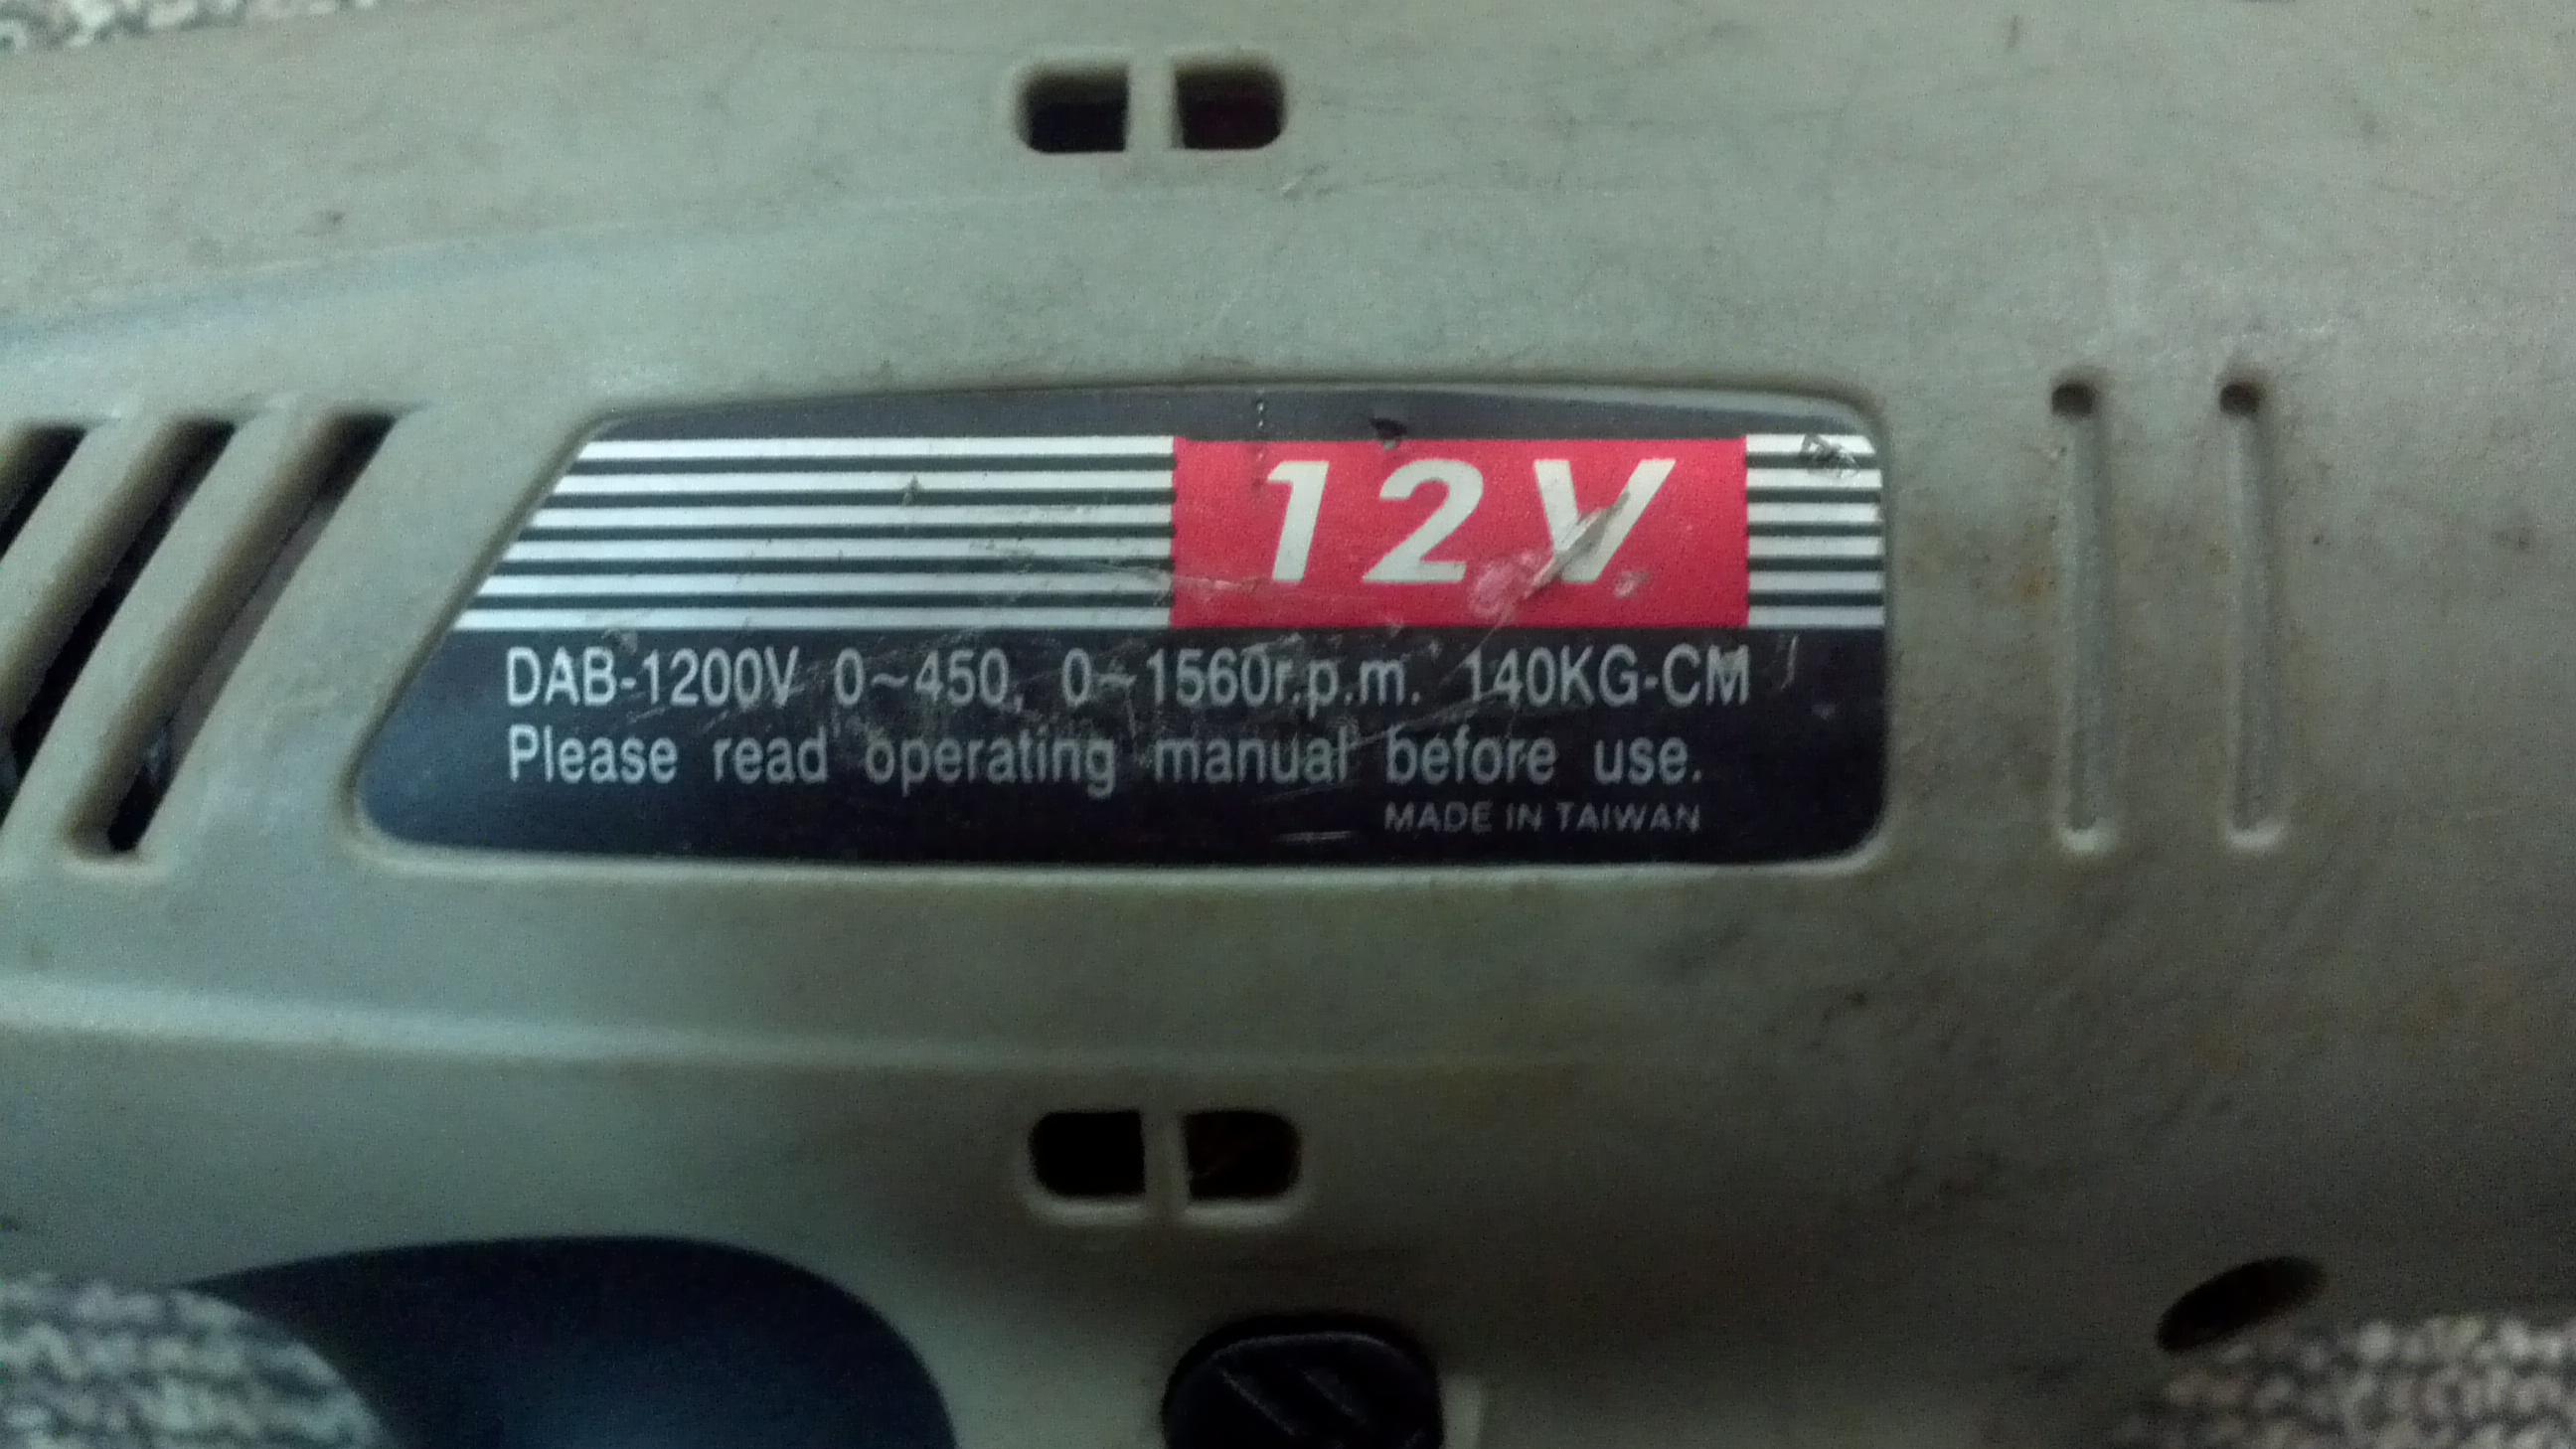 12V
DAB-1200V 0~450, 0~1560r.p.m. 140KG-CM
Please read operating manual before use.
MADE IN TAIWAN